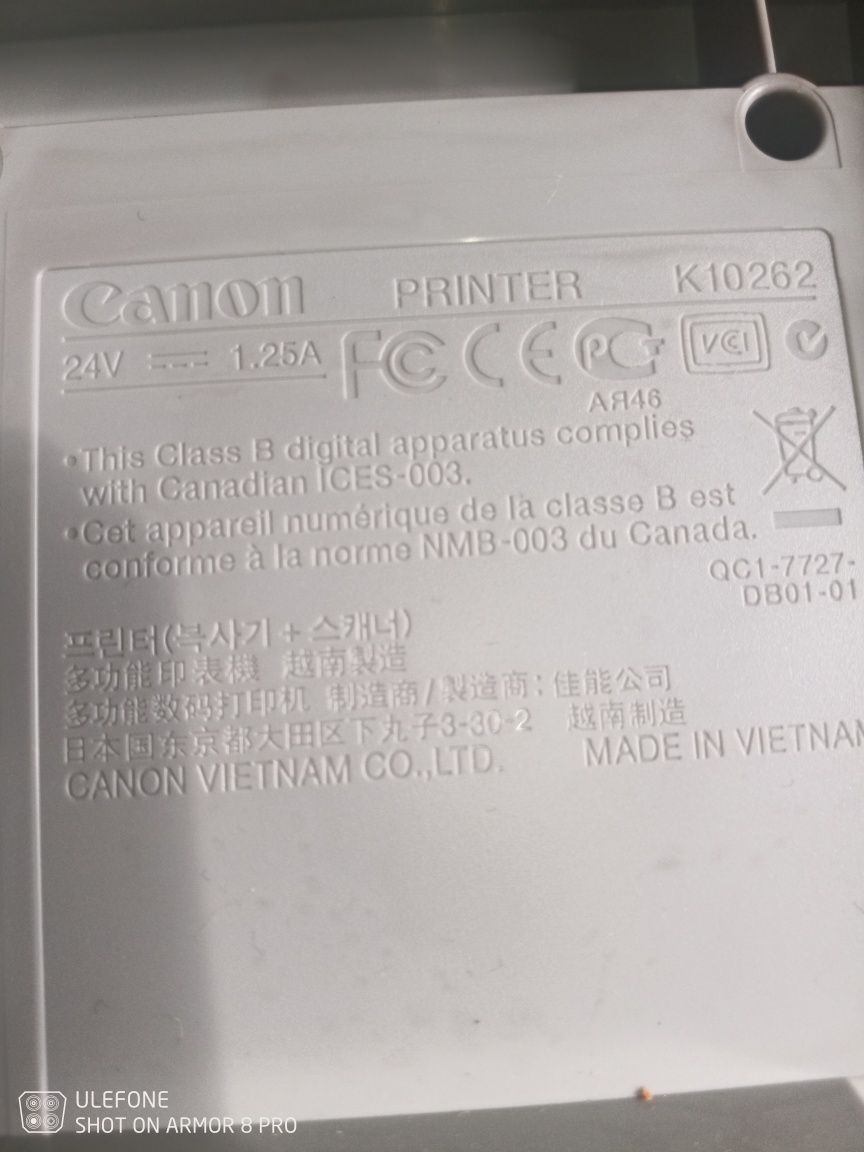 Canon PRINTER K10262
24V 1.25A FC CE PG VCCI
АЯ46
•This Class B digital apparatus complies
with Canadian ICES-003.
•Cet appareil numérique de la classe B est
conforme à la norme NMB-003 du Canada.
QC1-7727-
DB01-01
프린터(복사기 + 스캐너)
多功能印表機 越南製造
多功能数码打印机 制造商/製造商：佳能公司
日本国东京都大田区下丸子3-30-2 越南制造
CANON VIETNAM CO.,LTD. MADE IN VIETNAM
ULEFONE
SHOT ON ARMOR 8 PRO